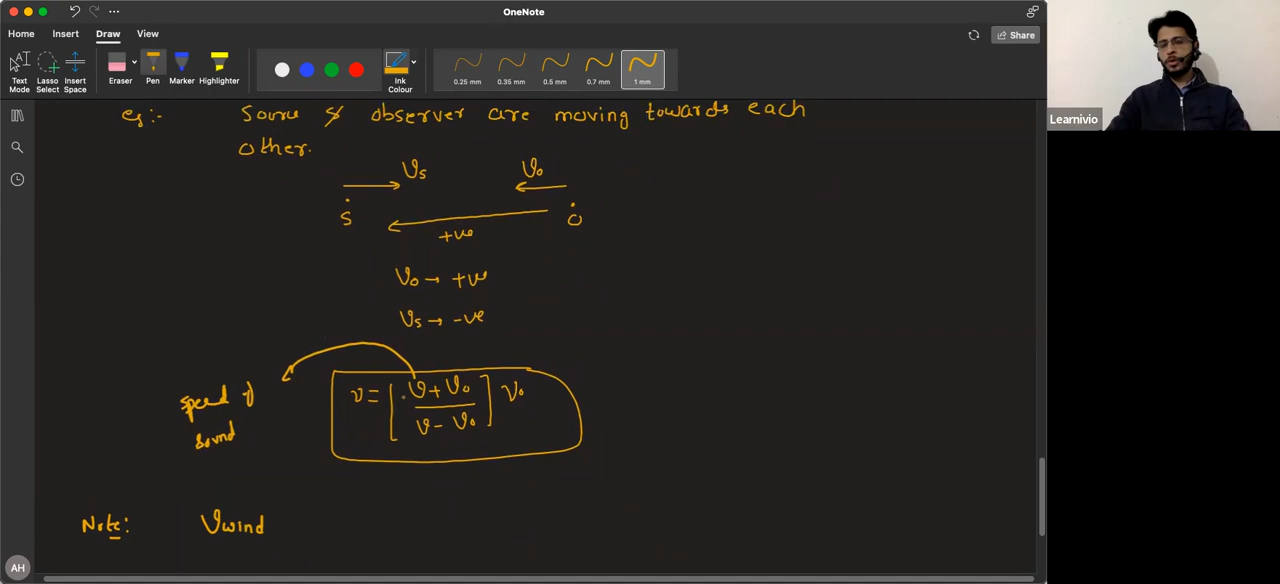 OneNote
Home Insert Draw View
Share
Text Mode
Lasso Select
Insert Space
Eraser
Pen
Marker
Highlighter
Ink Colour
0.25 mm
0.35 mm
0.5 mm
0.7 mm
1 mm
Learnivio
eg:- Source & observer are moving towards each
other.
Vs Vo
S O
+ve
Vo → +ve
Vs → -ve
speed of
sound
ν = [ V + Vo / V - Vo ] νo
Note: Vwind
AH